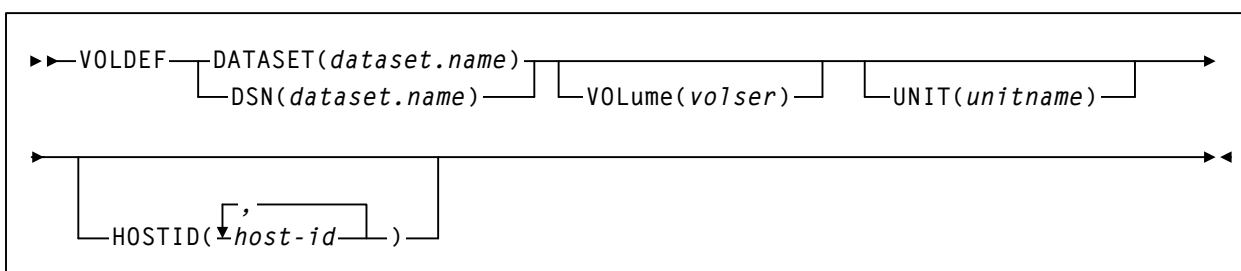 VOLDEF DATASET(dataset.name)
DSN(dataset.name) VOLume(volser) UNIT(unitname)
,
HOSTID( host-id )